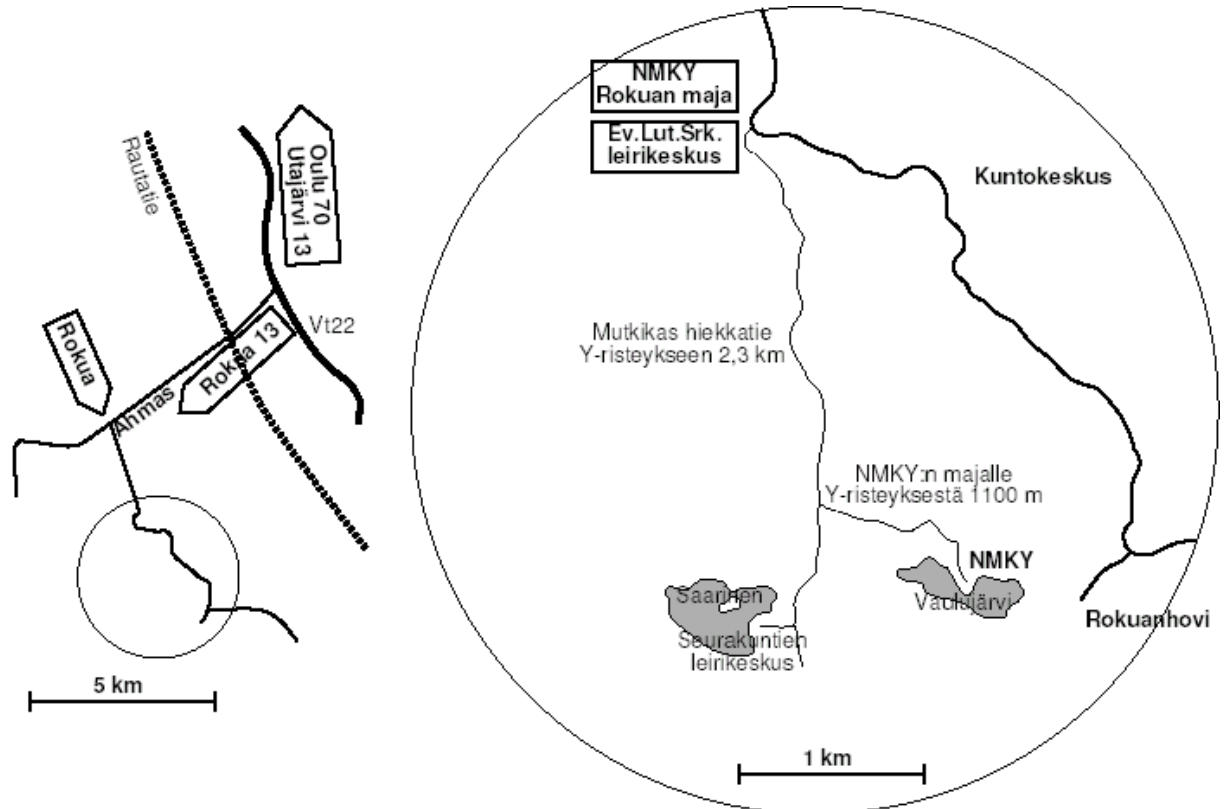 Rautatie
Oulu 70
Utajärvi 13
Vt22
Rokua 13
Rokua
Ahmas
5 km
NMKY
Rokuan maja
Ev.Lut.Srk.
leirikeskus
Kuntokeskus
Mutkikas hiekkatie
Y-risteykseen 2,3 km
NMKY:n majalle
Y-risteyksestä 1100 m
NMKY
Vaulujärvi
Saarinen
Seurakuntien
leirikeskus
Rokuanhovi
1 km